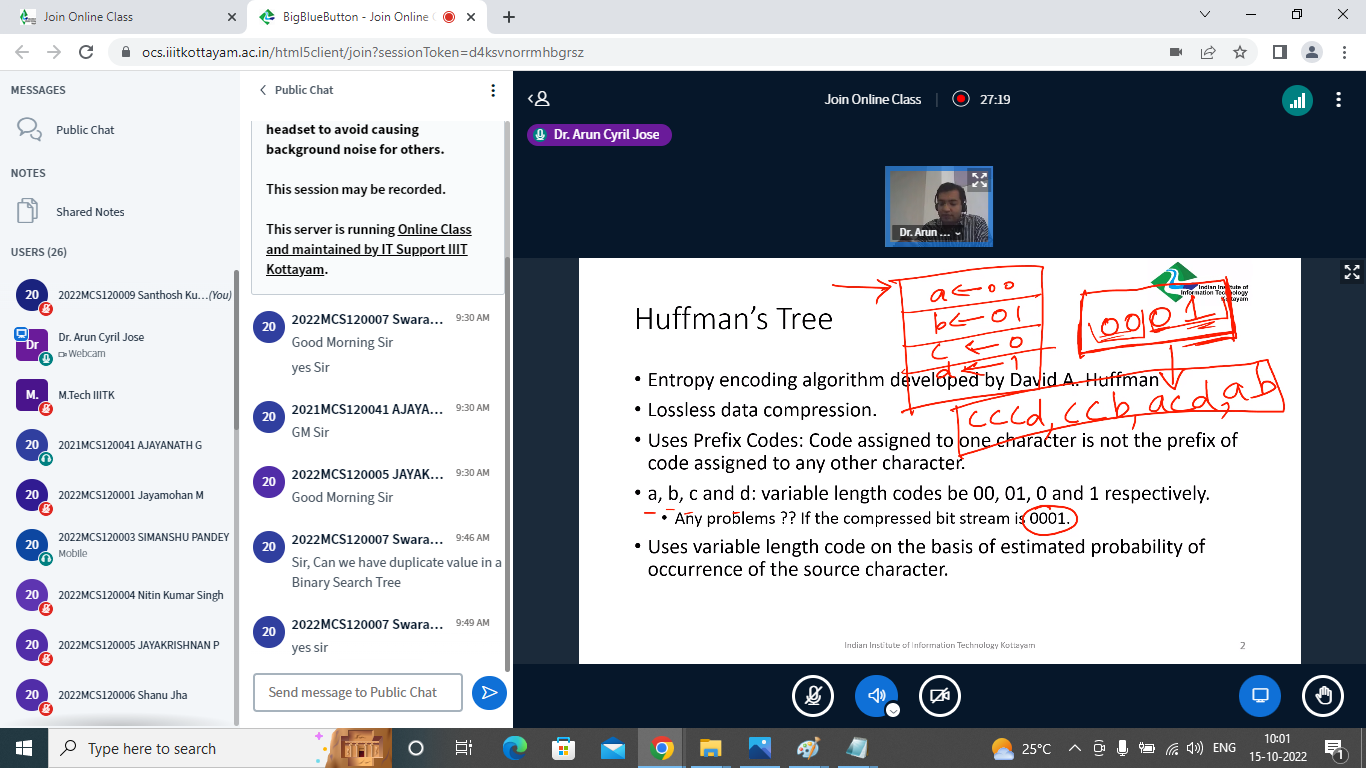 Join Online Class
BigBlueButton - Join Online
ocs.iiitkottayam.ac.in/html5client/join?sessionToken=d4ksvnorrmhbgrsz
MESSAGES
Public Chat
NOTES
Shared Notes
USERS (26)
20 2022MCS120009 Santhosh Ku... (You)
Dr Dr. Arun Cyril Jose
Webcam
M. M.Tech IIITK
20 2021MCS120041 AJAYANATH G
20 2022MCS120001 Jayamohan M
20 2022MCS120003 SIMANSHU PANDEY
Mobile
20 2022MCS120004 Nitin Kumar Singh
20 2022MCS120005 JAYAKRISHNAN P
20 2022MCS120006 Shanu Jha
Public Chat
headset to avoid causing
background noise for others.
This session may be recorded.
This server is running Online Class
and maintained by IT Support IIIT
Kottayam.
20 2022MCS120007 Swara... 9:30 AM
Good Morning Sir
yes Sir
20 2021MCS120041 AJAYA... 9:30 AM
GM Sir
20 2022MCS120005 JAYAK... 9:30 AM
Good Morning Sir
20 2022MCS120007 Swara... 9:46 AM
Sir, Can we have duplicate value in a
Binary Search Tree
20 2022MCS120007 Swara... 9:49 AM
yes sir
Send message to Public Chat
Join Online Class 27:19
Dr. Arun Cyril Jose
Dr. Arun ...
Indian Institute of
Information Technology
Kottayam
Huffman's Tree
a ← 00
b ← 01
c ← 0
d ← 1
0001
cccd, ccb, acd, ab
• Entropy encoding algorithm developed by David A. Huffman
• Lossless data compression.
• Uses Prefix Codes: Code assigned to one character is not the prefix of
code assigned to any other character.
• a, b, c and d: variable length codes be 00, 01, 0 and 1 respectively.
• Any problems ?? If the compressed bit stream is 0001.
• Uses variable length code on the basis of estimated probability of
occurrence of the source character.
Indian Institute of Information Technology Kottayam 2
Type here to search
25°C
ENG
10:01
15-10-2022
1